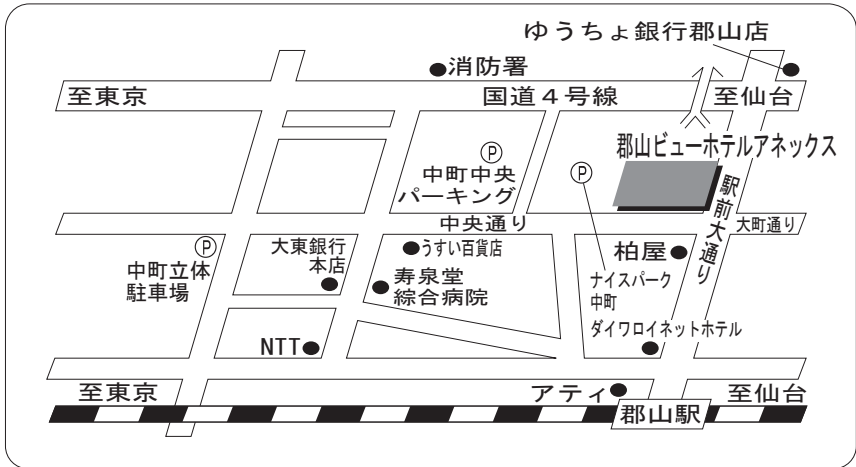 ゆうちょ銀行郡山店
消防署
至東京
国道４号線
至仙台
郡山ビューホテルアネックス
Ⓟ
中町中央
パーキング
Ⓟ
駅前大通り
中央通り
大町通り
Ⓟ
中町立体
駐車場
大東銀行
本店
うすい百貨店
寿泉堂
綜合病院
柏屋
ナイスパーク
中町
ダイワロイネットホテル
NTT
至東京
アティ
至仙台
郡山駅